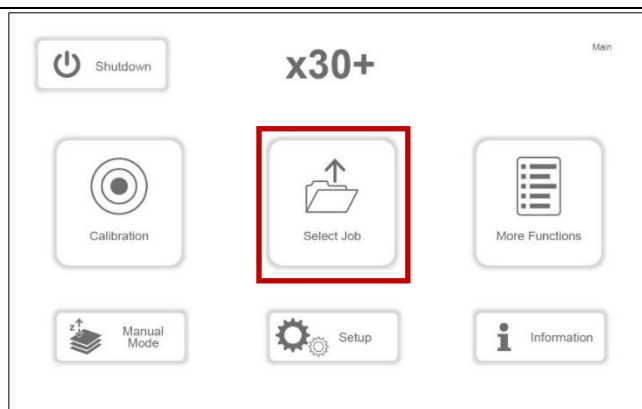 Shutdown
x30+
Main
Calibration
Select Job
More Functions
z
Manual
Mode
Setup
i Information